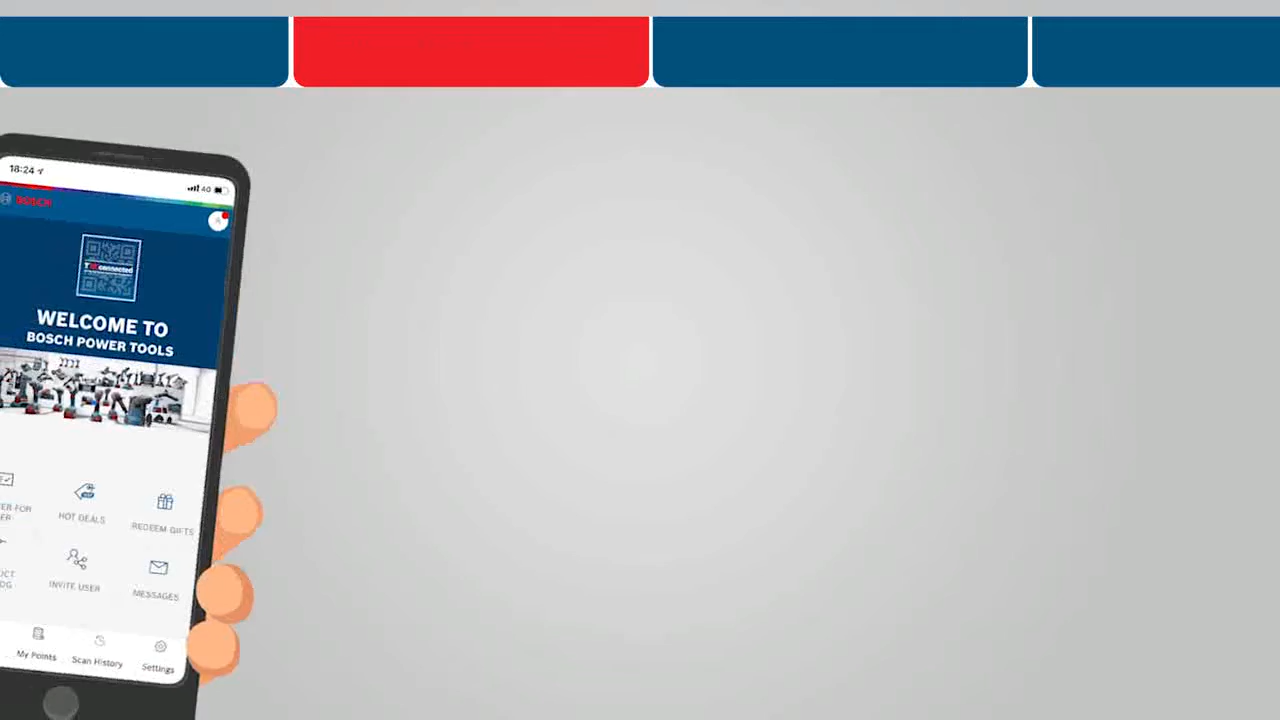 18:24
4G
BOSCH
connected
WELCOME TO
BOSCH POWER TOOLS
HOT DEALS
REDEEM GIFTS
INVITE USER
MESSAGES
My Points
Scan History
Settings